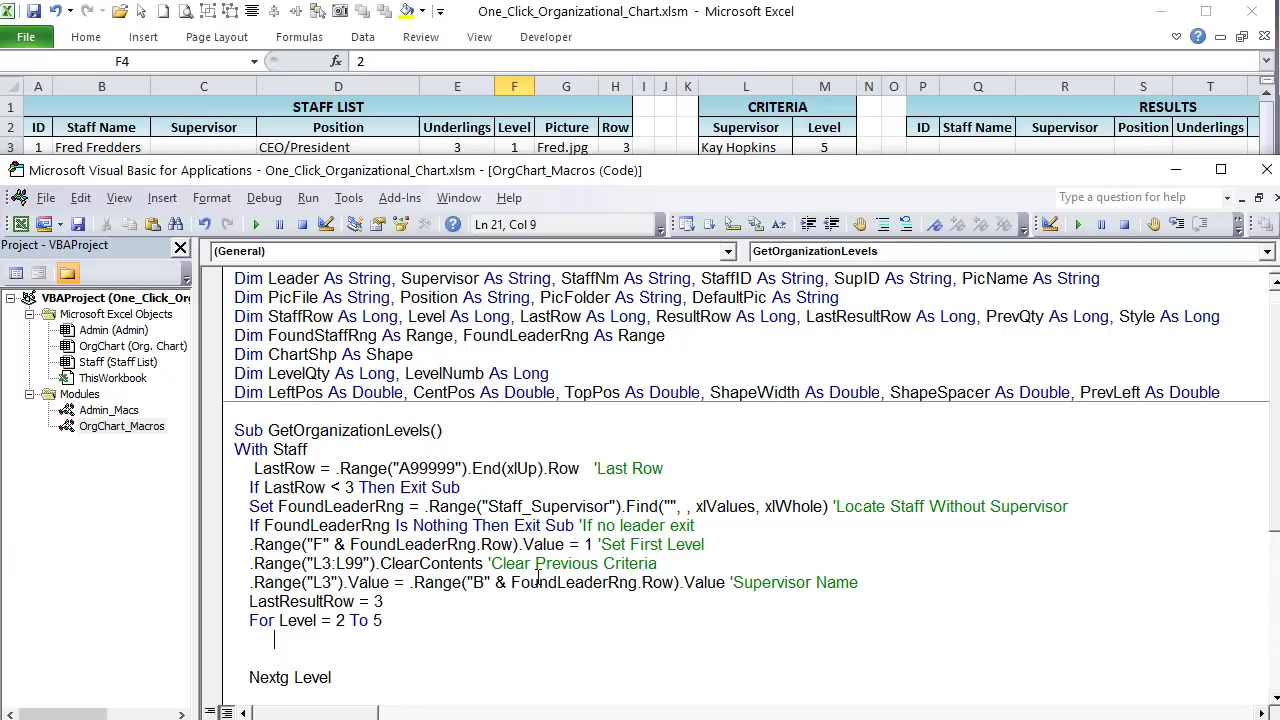 One_Click_Organizational_Chart.xlsm - Microsoft Excel
File Home Insert Page Layout Formulas Data Review View Developer
F4 fx 2
A B C D E F G H I J K L M N O P Q R S T
1 STAFF LIST CRITERIA RESULTS
2 ID Staff Name Supervisor Position Underlings Level Picture Row Supervisor Level ID Staff Name Supervisor Position Underlings
3 1 Fred Fredders CEO/President 3 1 Fred.jpg 3 Kay Hopkins 5
Microsoft Visual Basic for Applications - One_Click_Organizational_Chart.xlsm - [OrgChart_Macros (Code)]
File Edit View Insert Format Debug Run Tools Add-Ins Window Help Type a question for help
Ln 21, Col 9
Project - VBAProject
(General) GetOrganizationLevels
VBAProject (One_Click_Or
Microsoft Excel Objects
Admin (Admin)
OrgChart (Org. Chart)
Staff (Staff List)
ThisWorkbook
Modules
Admin_Macs
OrgChart_Macros
Dim Leader As String, Supervisor As String, StaffNm As String, StaffID As String, SupID As String, PicName As String
Dim PicFile As String, Position As String, PicFolder As String, DefaultPic As String
Dim StaffRow As Long, Level As Long, LastRow As Long, ResultRow As Long, LastResultRow As Long, PrevQty As Long, Style As Long
Dim FoundStaffRng As Range, FoundLeaderRng As Range
Dim ChartShp As Shape
Dim LevelQty As Long, LevelNumb As Long
Dim LeftPos As Double, CentPos As Double, TopPos As Double, ShapeWidth As Double, ShapeSpacer As Double, PrevLeft As Double
Sub GetOrganizationLevels()
With Staff
LastRow = .Range("A99999").End(xlUp).Row 'Last Row
If LastRow < 3 Then Exit Sub
Set FoundLeaderRng = .Range("Staff_Supervisor").Find("", , xlValues, xlWhole) 'Locate Staff Without Supervisor
If FoundLeaderRng Is Nothing Then Exit Sub 'If no leader exit
.Range("F" & FoundLeaderRng.Row).Value = 1 'Set First Level
.Range("L3:L99").ClearContents 'Clear Previous Criteria
.Range("L3").Value = .Range("B" & FoundLeaderRng.Row).Value 'Supervisor Name
LastResultRow = 3
For Level = 2 To 5
Nextg Level